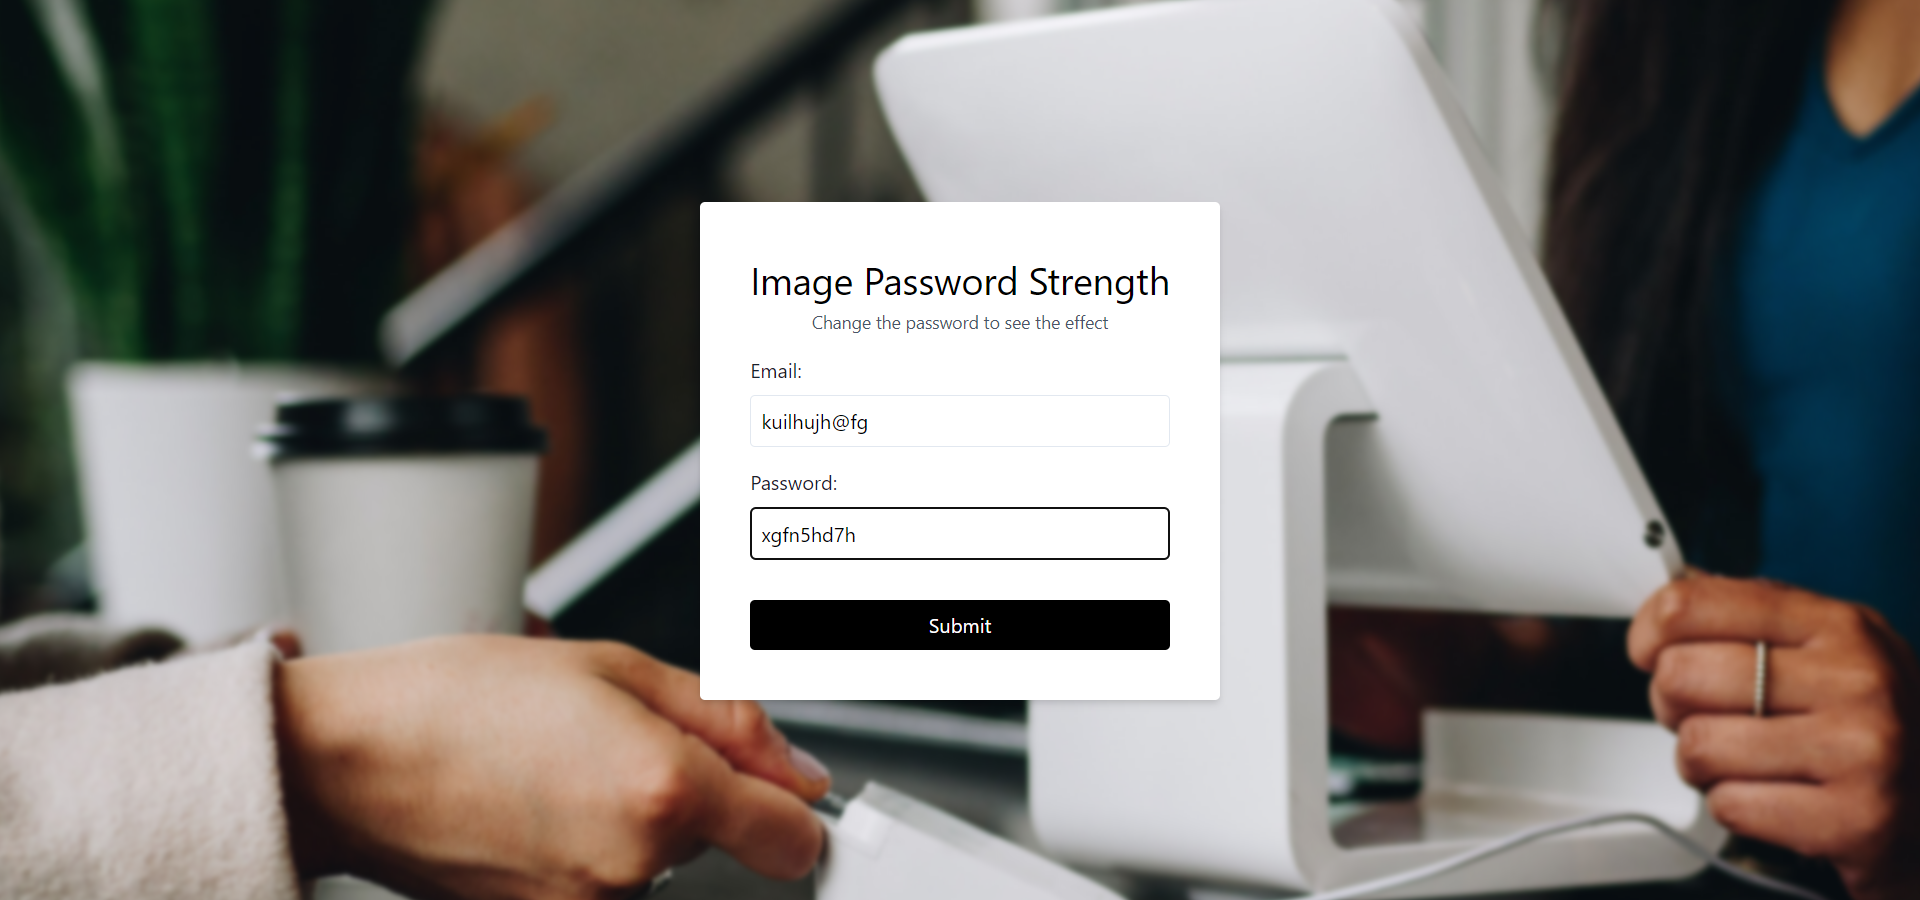 Image Password Strength
Change the password to see the effect
Email:
kuilhujh@fg
Password:
xgfn5hd7h
Submit